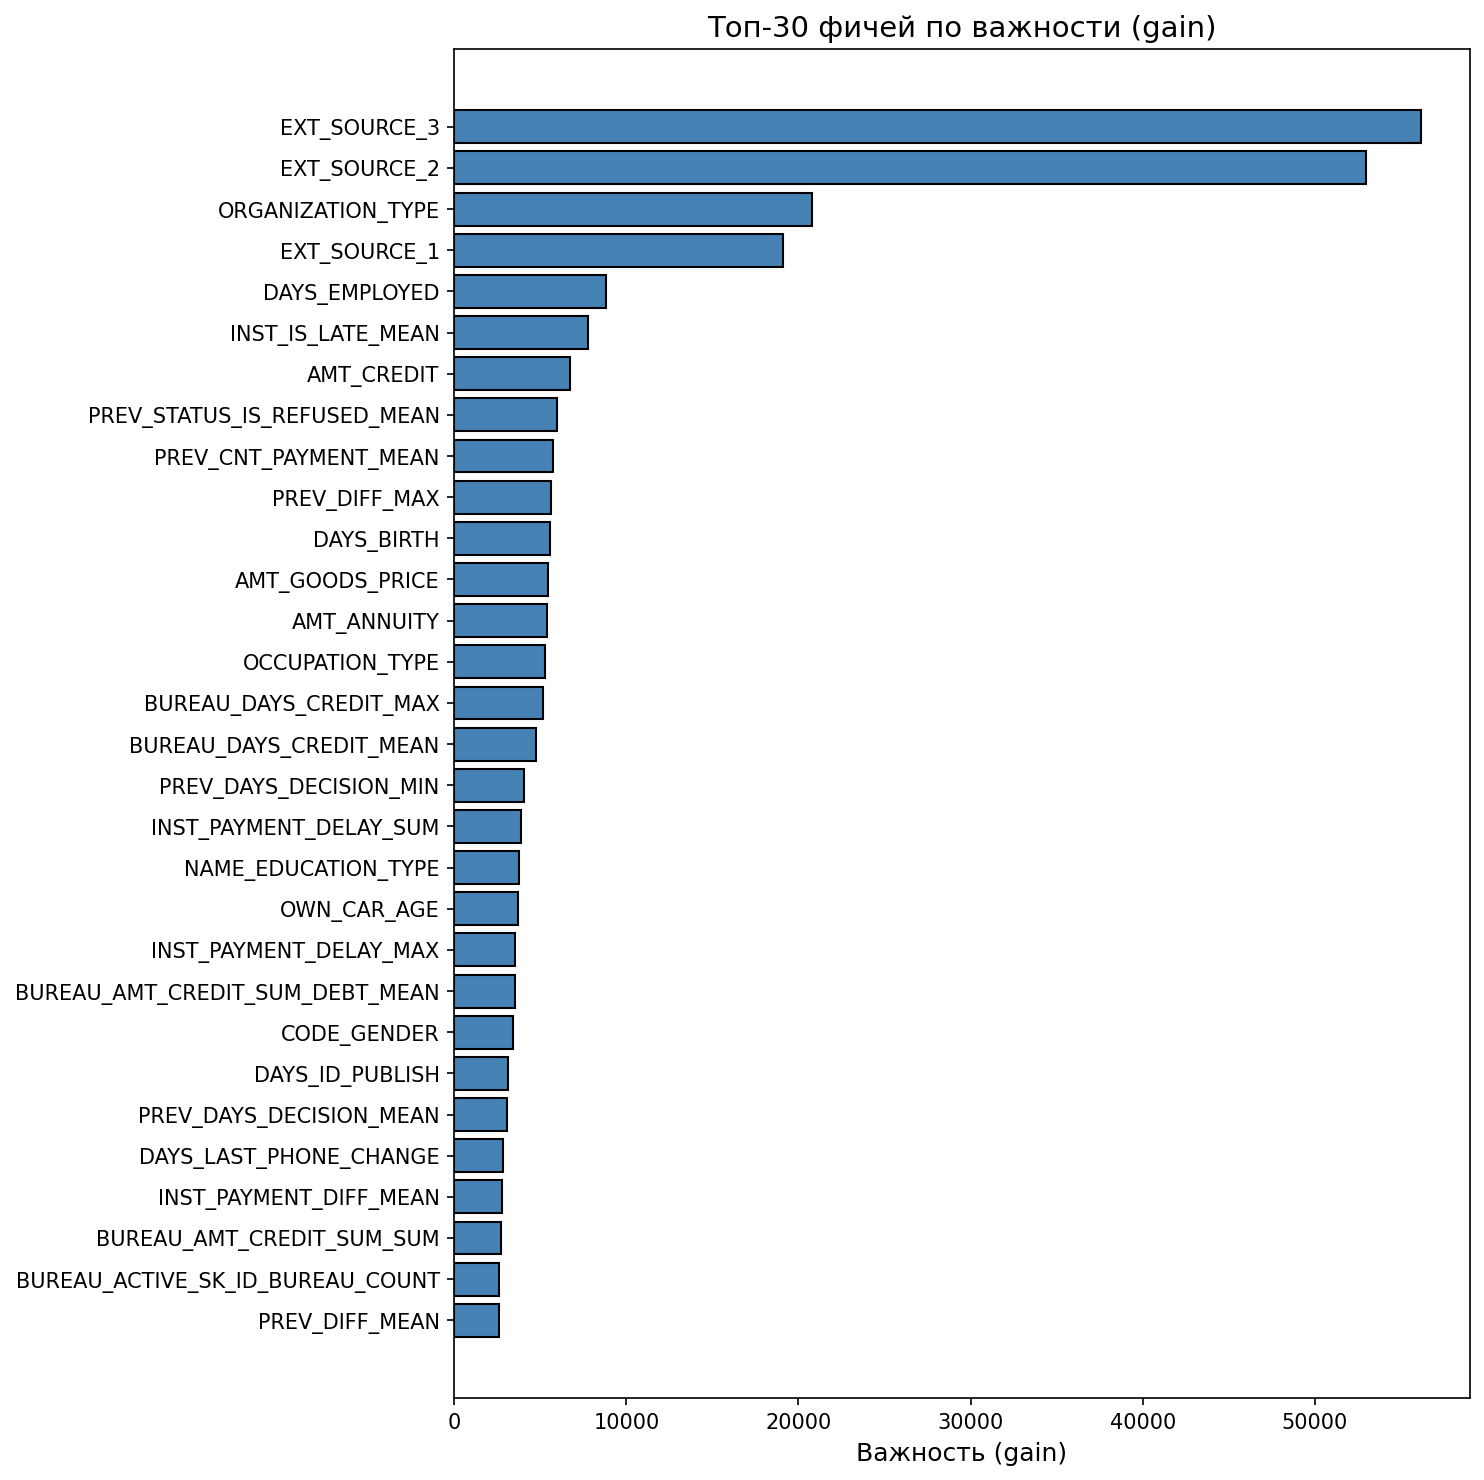 Топ-30 фичей по важности (gain)
EXT_SOURCE_3
EXT_SOURCE_2
ORGANIZATION_TYPE
EXT_SOURCE_1
DAYS_EMPLOYED
INST_IS_LATE_MEAN
AMT_CREDIT
PREV_STATUS_IS_REFUSED_MEAN
PREV_CNT_PAYMENT_MEAN
PREV_DIFF_MAX
DAYS_BIRTH
AMT_GOODS_PRICE
AMT_ANNUITY
OCCUPATION_TYPE
BUREAU_DAYS_CREDIT_MAX
BUREAU_DAYS_CREDIT_MEAN
PREV_DAYS_DECISION_MIN
INST_PAYMENT_DELAY_SUM
NAME_EDUCATION_TYPE
OWN_CAR_AGE
INST_PAYMENT_DELAY_MAX
BUREAU_AMT_CREDIT_SUM_DEBT_MEAN
CODE_GENDER
DAYS_ID_PUBLISH
PREV_DAYS_DECISION_MEAN
DAYS_LAST_PHONE_CHANGE
INST_PAYMENT_DIFF_MEAN
BUREAU_AMT_CREDIT_SUM_SUM
BUREAU_ACTIVE_SK_ID_BUREAU_COUNT
PREV_DIFF_MEAN
0 10000 20000 30000 40000 50000
Важность (gain)